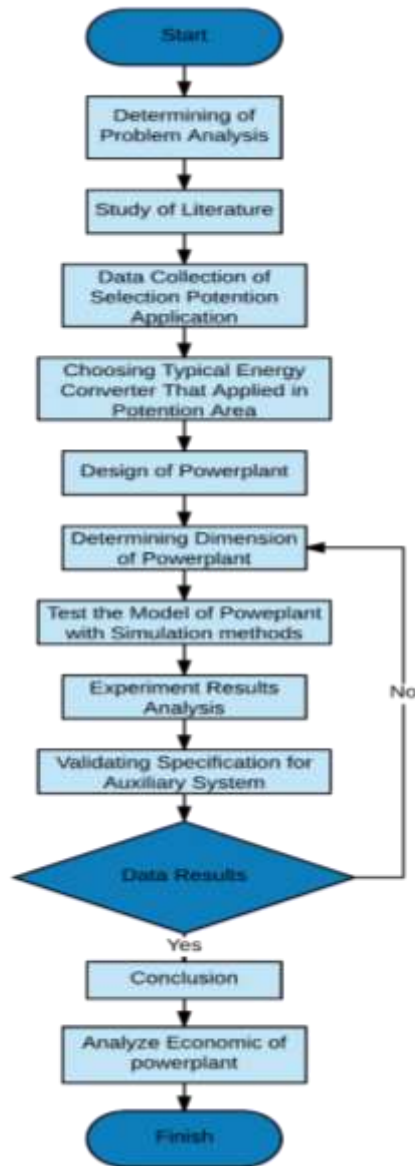 Start
Determining of
Problem Analysis
Study of Literature
Data Collection of
Selection Potention
Application
Choosing Typical Energy
Converter That Applied in
Potention Area
Design of Powerplant
Determining Dimension
of Powerplant
Test the Model of Poweplant
with Simulation methods
No
Experiment Results
Analysis
Validating Specification for
Auxiliary System
Data Results
Yes
Conclusion
Analyze Economic of
powerplant
Finish